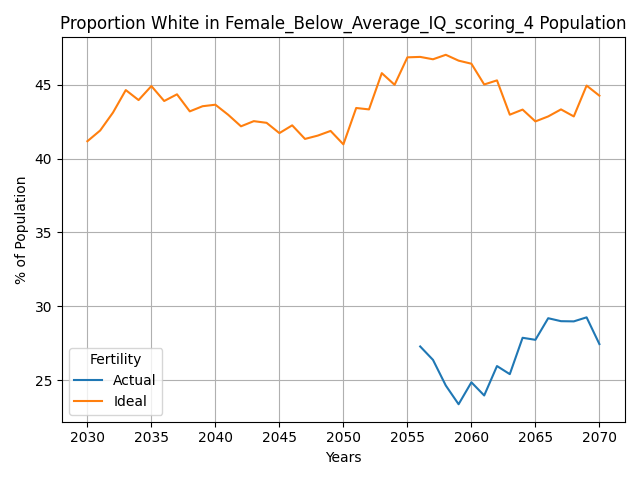 Proportion White in Female_Below_Average_IQ_scoring_4 Population
% of Population
45
40
35
30
25
Fertility
Actual
Ideal
2030 2035 2040 2045 2050 2055 2060 2065 2070
Years